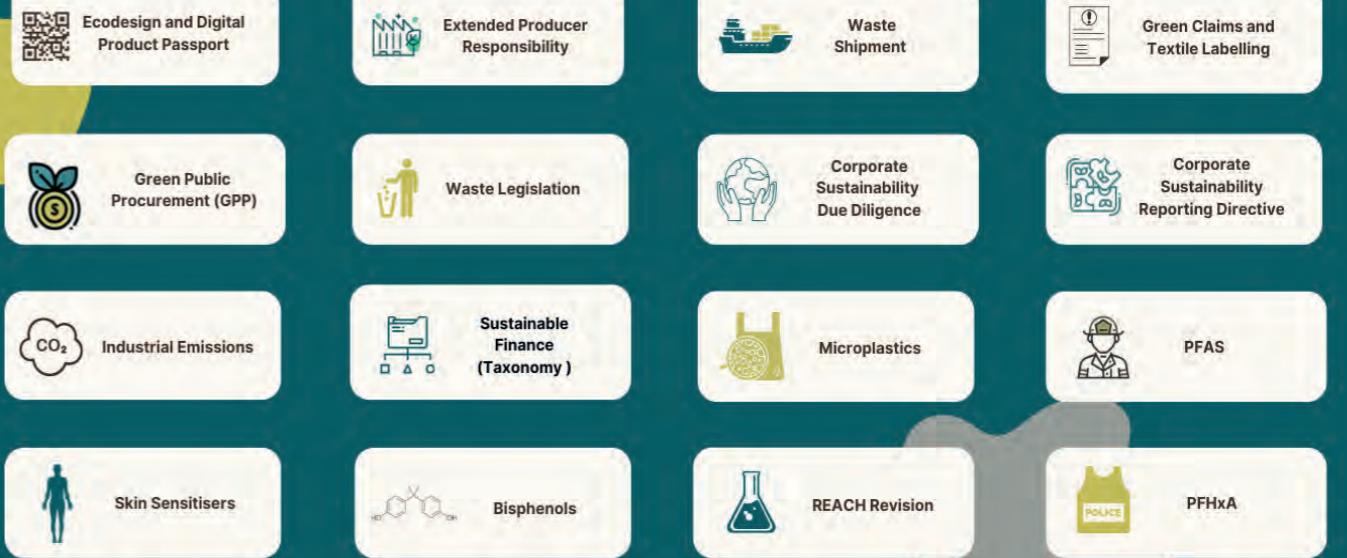 Ecodesign and Digital
Product Passport
Extended Producer
Responsibility
Waste
Shipment
Green Claims and
Textile Labelling
$
Green Public
Procurement (GPP)
Waste Legislation
Corporate
Sustainability
Due Diligence
Corporate
Sustainability
Reporting Directive
CO₂
Industrial Emissions
Sustainable
Finance
(Taxonomy )
Microplastics
PFAS
Skin Sensitisers
HO
OH
Bisphenols
REACH Revision
POLICE
PFHxA